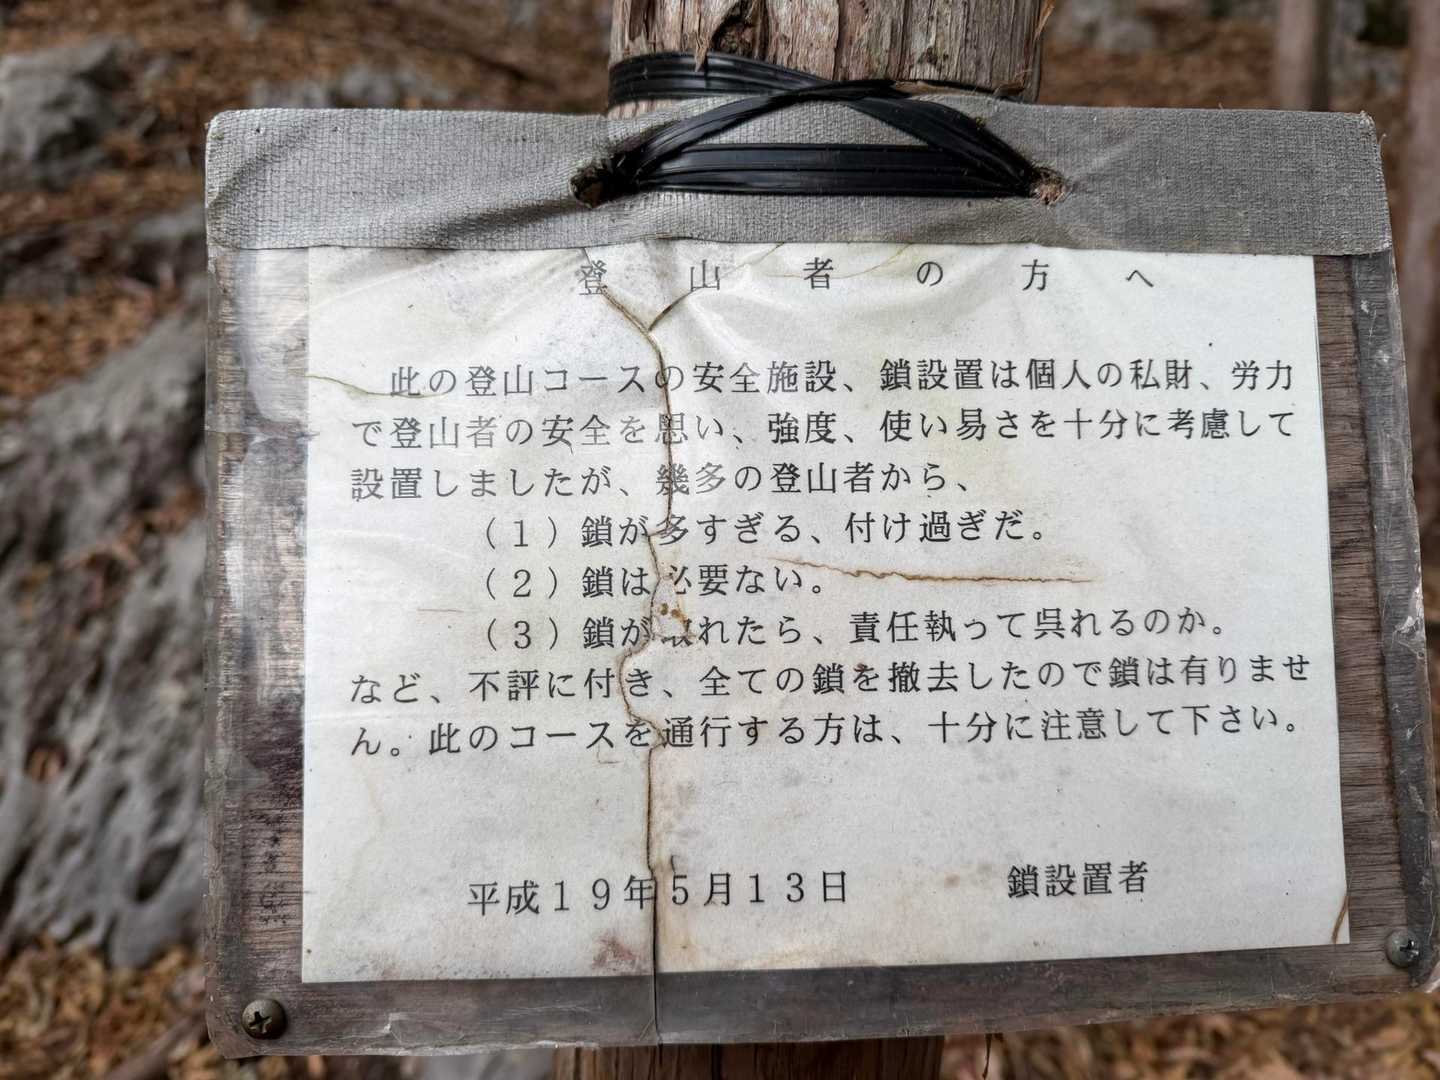 登山者の方へ
此の登山コースの安全施設、鎖設置は個人の私財、労力
で登山者の安全を思い、強度、使い易さを十分に考慮して
設置しましたが、幾多の登山者から、
（１）鎖が多すぎる、付け過ぎだ。
（２）鎖は必要ない。
（３）鎖が取れたら、責任執って呉れるのか。
など、不評に付き、全ての鎖を撤去したので鎖は有りませ
ん。此のコースを通行する方は、十分に注意して下さい。
平成１９年５月１３日　　鎖設置者